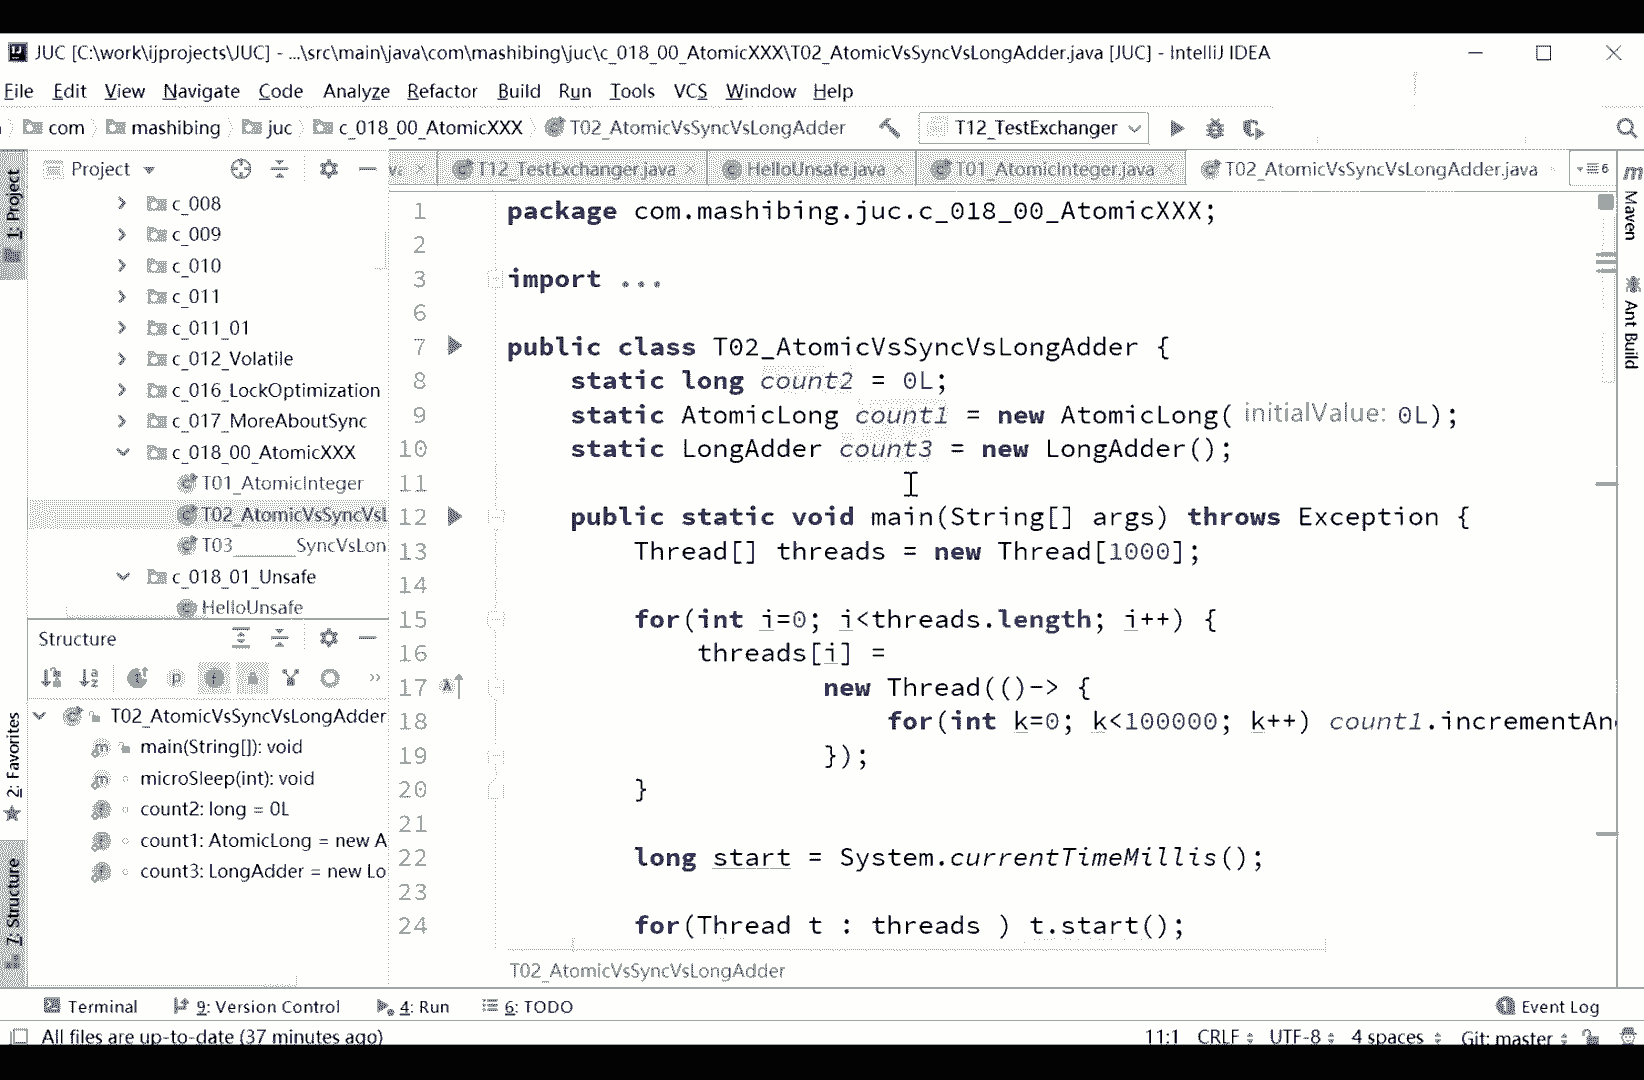 JUC [C:\work\ijprojects\JUC] - ...\src\main\java\com\mashibing\juc\c_018_00_AtomicXXX\T02_AtomicVsSyncVsLongAdder.java [JUC] - IntelliJ IDEA
File Edit View Navigate Code Analyze Refactor Build Run Tools VCS Window Help
com mashibing juc c_018_00_AtomicXXX T02_AtomicVsSyncVsLongAdder T12_TestExchanger
1: Project
Project
T12_TestExchanger.java HelloUnsafe.java T01_AtomicInteger.java T02_AtomicVsSyncVsLongAdder.java 6
c_008
c_009
c_010
c_011
c_011_01
c_012_Volatile
c_016_LockOptimization
c_017_MoreAboutSync
c_018_00_AtomicXXX
T01_AtomicInteger
T02_AtomicVsSyncVsL
T03______SyncVsLon
c_018_01_Unsafe
HelloUnsafe
Structure
T02_AtomicVsSyncVsLongAdder
main(String[]): void
microSleep(int): void
count2: long = 0L
count1: AtomicLong = new A
count3: LongAdder = new Lo
2: Favorites
7: Structure
1 package com.mashibing.juc.c_018_00_AtomicXXX;
2
3 import ...
6
7 public class T02_AtomicVsSyncVsLongAdder {
8 static long count2 = 0L;
9 static AtomicLong count1 = new AtomicLong( initialValue: 0L);
10 static LongAdder count3 = new LongAdder();
11
12 public static void main(String[] args) throws Exception {
13 Thread[] threads = new Thread[1000];
14
15 for(int i=0; i<threads.length; i++) {
16 threads[i] =
17 new Thread(()-> {
18 for(int k=0; k<100000; k++) count1.incrementAn
19 });
20 }
21
22 long start = System.currentTimeMillis();
23
24 for(Thread t : threads ) t.start();
T02_AtomicVsSyncVsLongAdder
m Maven
Ant Build
Terminal 9: Version Control 4: Run 6: TODO Event Log
All files are up-to-date (37 minutes ago) 11:1 CRLF UTF-8 4 spaces Git: master